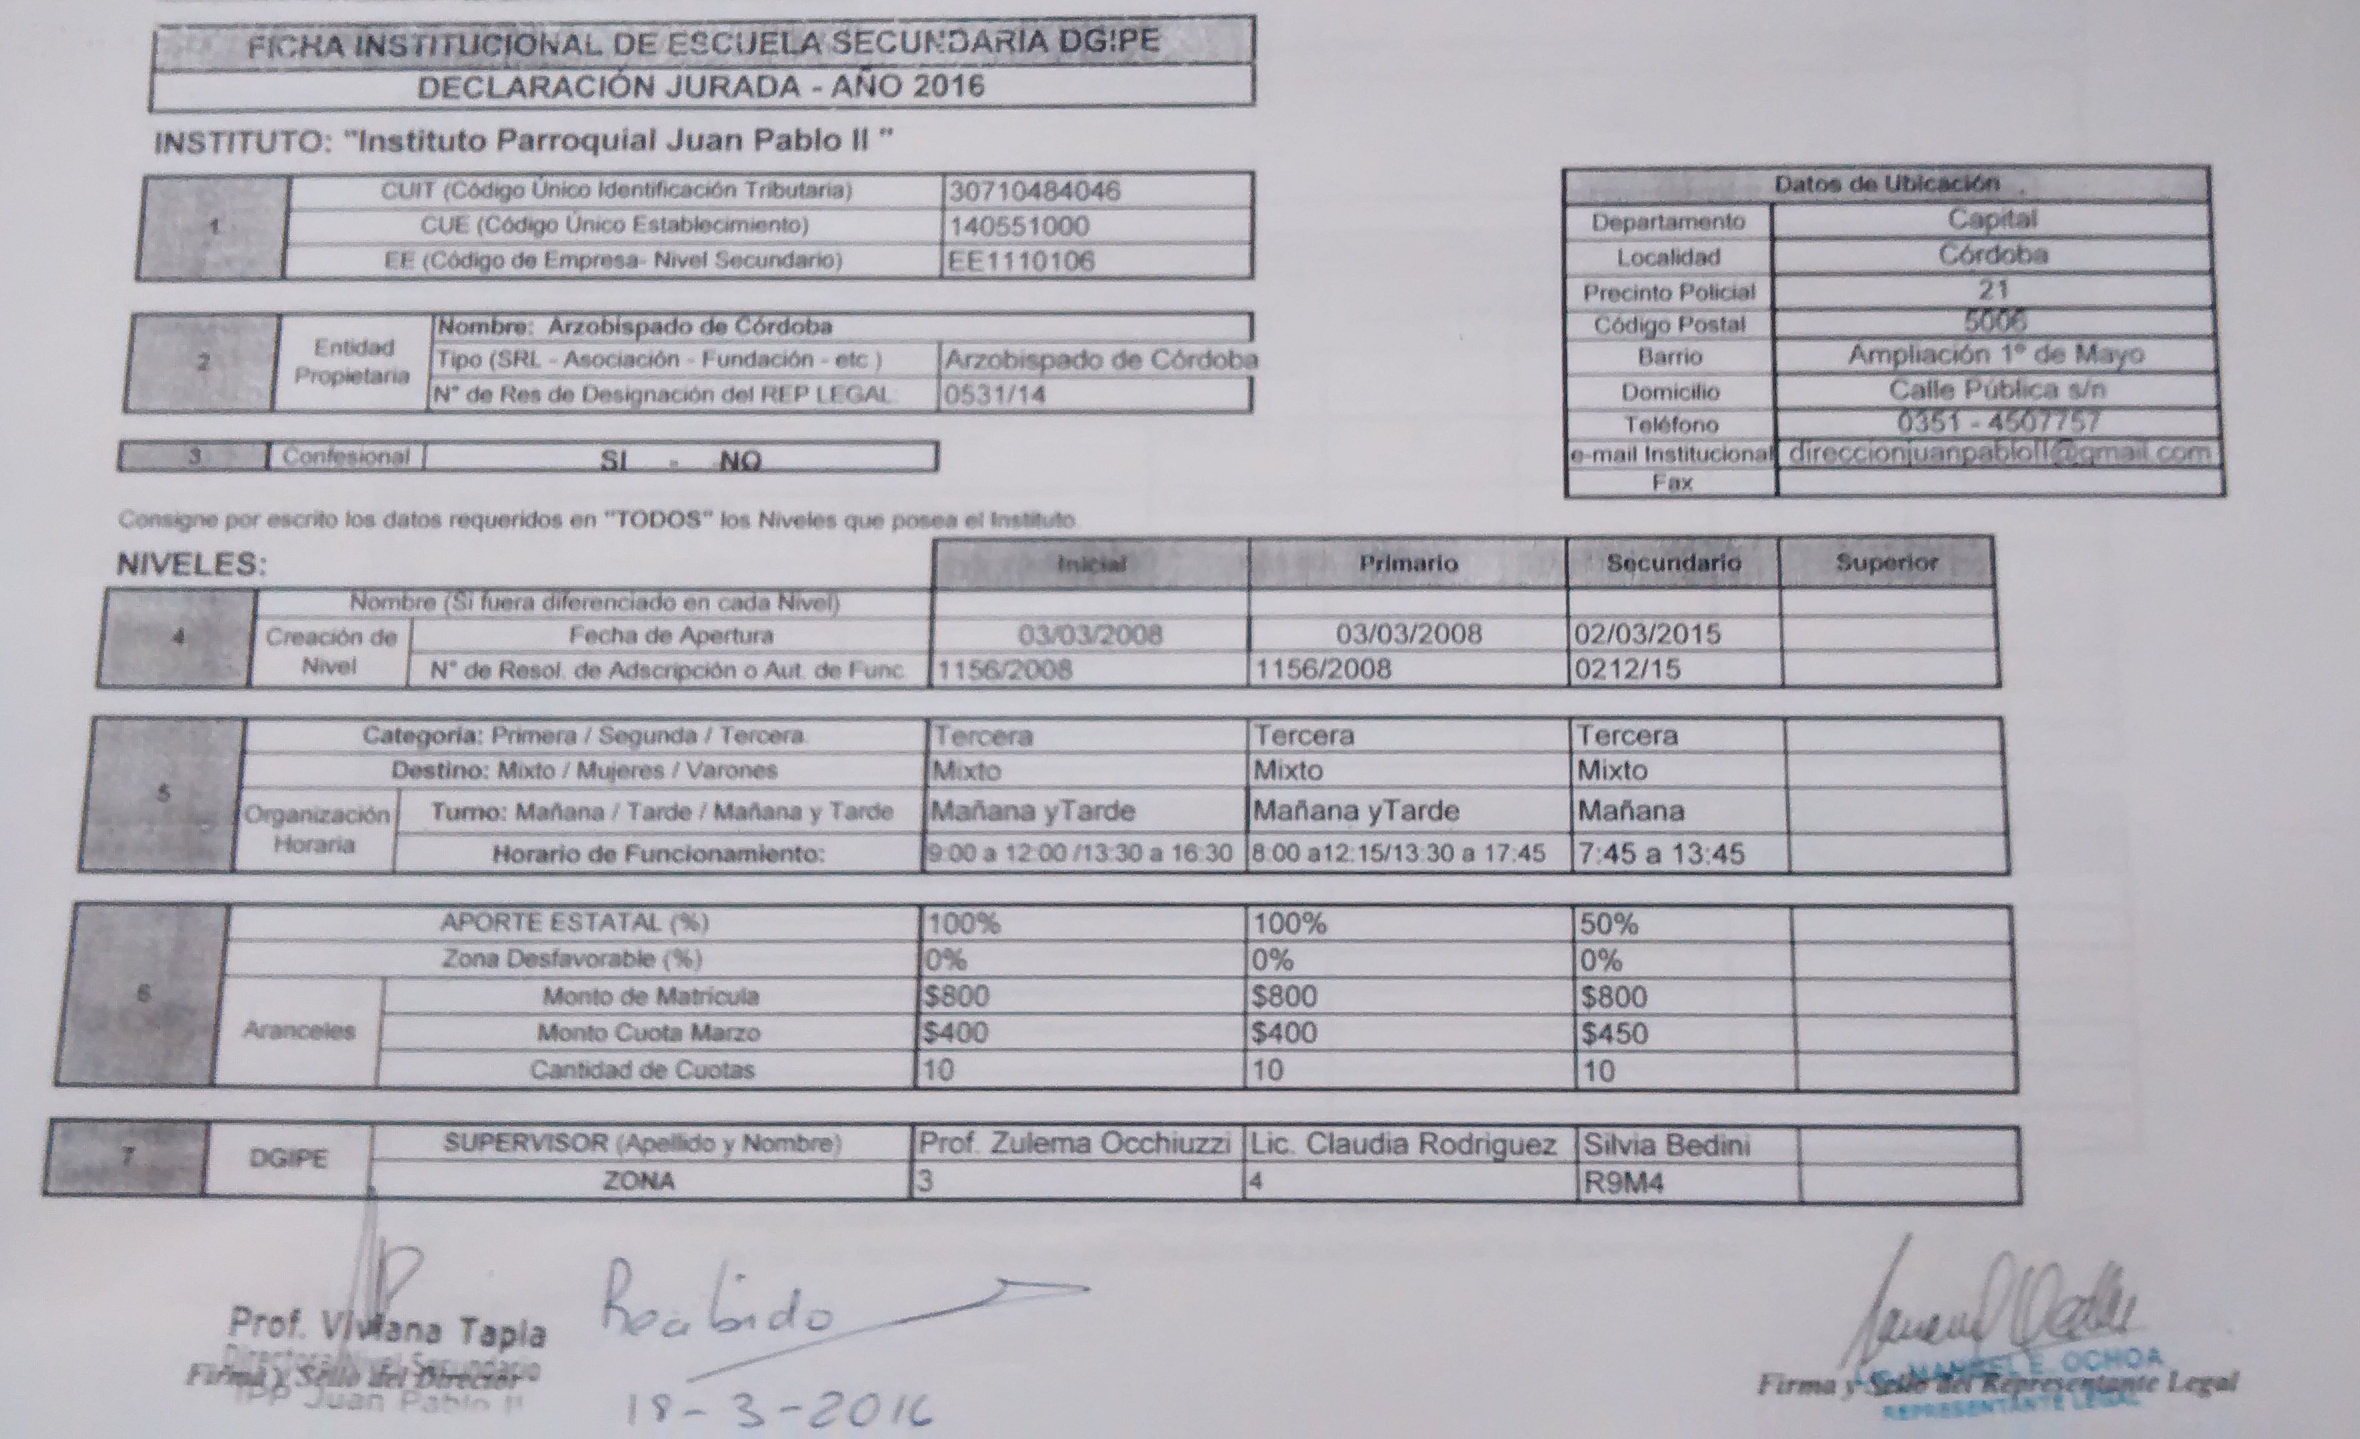 FICHA INSTITUCIONAL DE ESCUELA SECUNDARIA DGIPE
DECLARACIÓN JURADA - AÑO 2016
INSTITUTO: "Instituto Parroquial Juan Pablo II "
1 CUIT (Código Único Identificación Tributaria) 30710484046
CUE (Código Único Establecimiento) 140551000
EE (Código de Empresa- Nivel Secundario) EE1110106
Datos de Ubicación
Departamento Capital
Localidad Córdoba
Precinto Policial 21
Código Postal 5006
Barrio Ampliación 1º de Mayo
Domicilio Calle Pública s/n
Teléfono 0351 - 4507757
e-mail Institucional direccionjuanpabloII@gmail.com
Fax
2 Entidad Propietaria Nombre: Arzobispado de Córdoba
Tipo (SRL - Asociación - Fundación - etc ) Arzobispado de Córdoba
N° de Res de Designación del REP LEGAL: 0531/14
3 Confesional SI - NO
Consigne por escrito los datos requeridos en "TODOS" los Niveles que posea el Instituto.
NIVELES: Inicial Primario Secundario Superior
4 Nombre (Si fuera diferenciado en cada Nivel)
Creación de Nivel Fecha de Apertura 03/03/2008 03/03/2008 02/03/2015
N° de Resol. de Adscripción o Aut. de Func. 1156/2008 1156/2008 0212/15
5 Categoría: Primera / Segunda / Tercera Tercera Tercera Tercera
Destino: Mixto / Mujeres / Varones Mixto Mixto Mixto
Organización Horaria Turno: Mañana / Tarde / Mañana y Tarde Mañana yTarde Mañana yTarde Mañana
Horario de Funcionamiento: 9:00 a 12:00 /13:30 a 16:30 8:00 a12:15/13:30 a 17:45 7:45 a 13:45
6 APORTE ESTATAL (%) 100% 100% 50%
Zona Desfavorable (%) 0% 0% 0%
Aranceles Monto de Matrícula $800 $800 $800
Monto Cuota Marzo $400 $400 $450
Cantidad de Cuotas 10 10 10
7 DGIPE SUPERVISOR (Apellido y Nombre) Prof. Zulema Occhiuzzi Lic. Claudia Rodriguez Silvia Bedini
ZONA 3 4 R9M4
Recibido
18-3-2016
Prof. Viviana Tapia
Directora Nivel Secundario
Firma y Sello del Director
IPP Juan Pablo II
MANUEL E. OCHOA
Firma y Sello del Representante Legal
REPRESENTANTE LEGAL